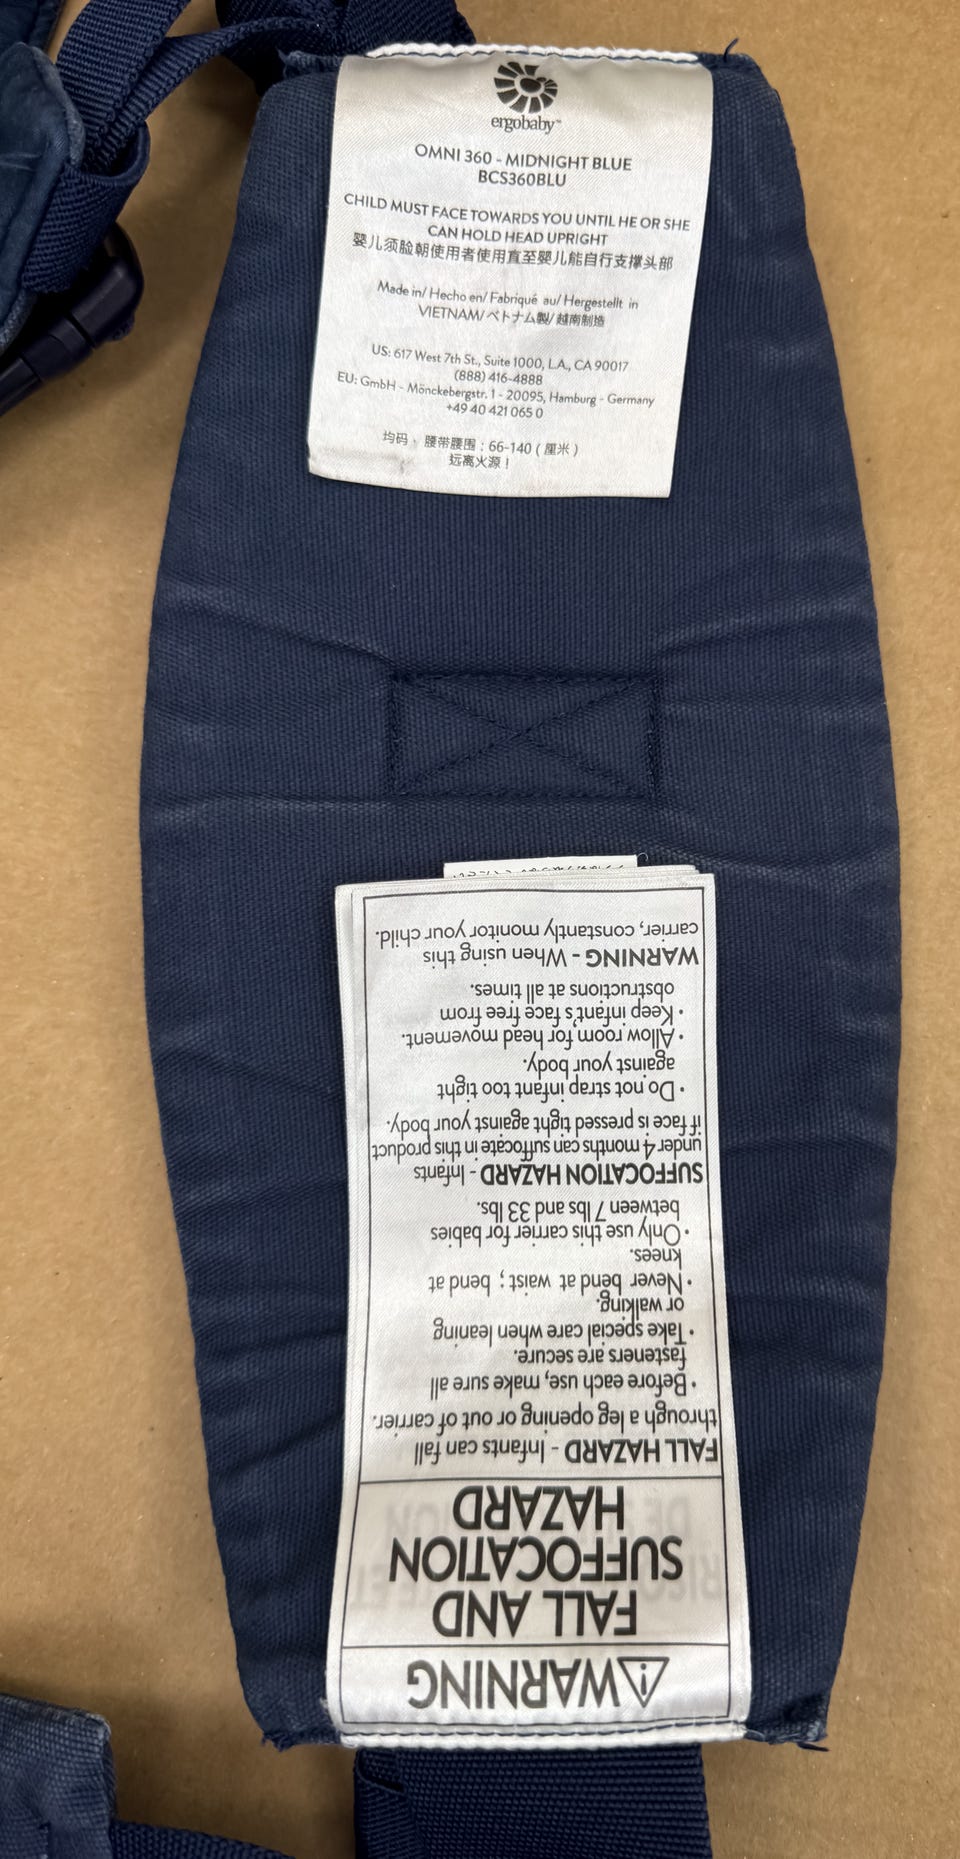 ergobaby™
OMNI 360 - MIDNIGHT BLUE
BCS360BLU
CHILD MUST FACE TOWARDS YOU UNTIL HE OR SHE
CAN HOLD HEAD UPRIGHT
婴儿须脸朝使用者使用直至婴儿能自行支撑头部
Made in/ Hecho en/ Fabriqué au/ Hergestellt in
VIETNAM/ ベトナム製/ 越南制造
US: 617 West 7th St., Suite 1000, L.A., CA 90017
(888) 416-4888
EU: GmbH - Mönckebergstr. 1 - 20095, Hamburg - Germany
+49 40 421 065 0
均码、腰带腰围：66-140（厘米）
远离火源！
⚠WARNING
FALL AND
SUFFOCATION
HAZARD
FALL HAZARD - Infants can fall
through a leg opening or out of carrier.
• Before each use, make sure all
fasteners are secure.
• Take special care when leaning
or walking.
• Never bend at waist; bend at
knees.
• Only use this carrier for babies
between 7 lbs and 33 lbs.
SUFFOCATION HAZARD - Infants
under 4 months can suffocate in this product
if face is pressed tight against your body.
• Do not strap infant too tight
against your body.
• Allow room for head movement.
• Keep infant's face free from
obstructions at all times.
WARNING - When using this
carrier, constantly monitor your child.